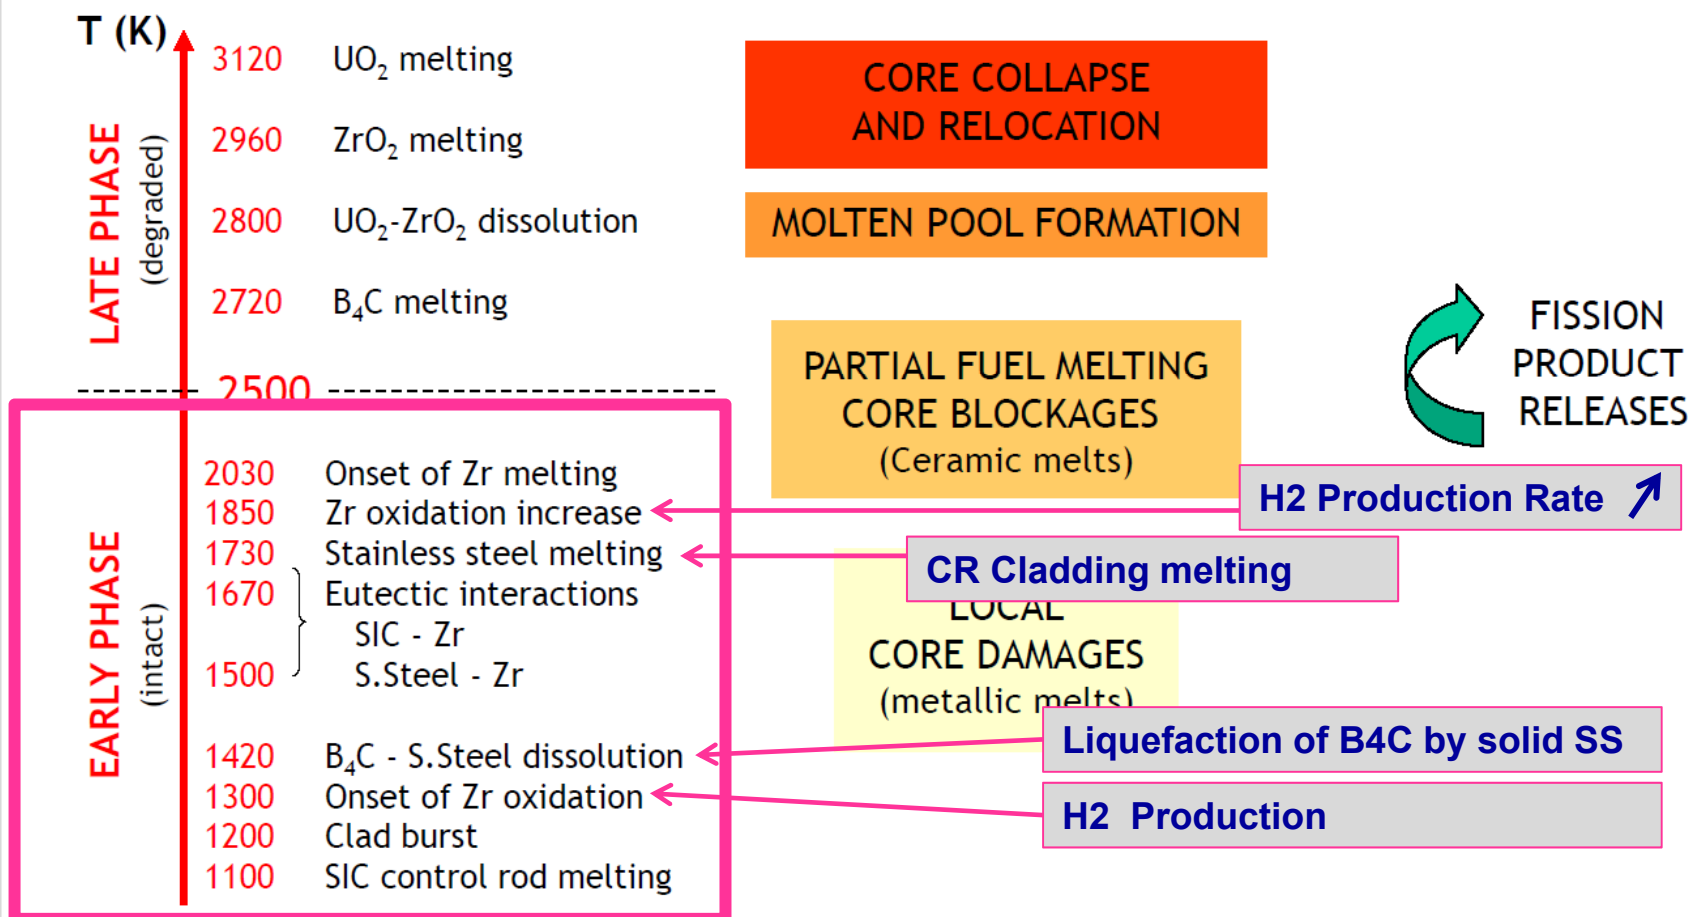 T (K)
3120 UO₂ melting
2960 ZrO₂ melting
2800 UO₂-ZrO₂ dissolution
2720 B₄C melting
LATE PHASE
(degraded)
2500
2030 Onset of Zr melting
1850 Zr oxidation increase
1730 Stainless steel melting
1670 Eutectic interactions
SIC - Zr
1500 S.Steel - Zr
1420 B₄C - S.Steel dissolution
1300 Onset of Zr oxidation
1200 Clad burst
1100 SIC control rod melting
EARLY PHASE
(intact)
CORE COLLAPSE
AND RELOCATION
MOLTEN POOL FORMATION
PARTIAL FUEL MELTING
CORE BLOCKAGES
(Ceramic melts)
LOCAL
CORE DAMAGES
(metallic melts)
FISSION
PRODUCT
RELEASES
H2 Production Rate
CR Cladding melting
Liquefaction of B4C by solid SS
H2 Production